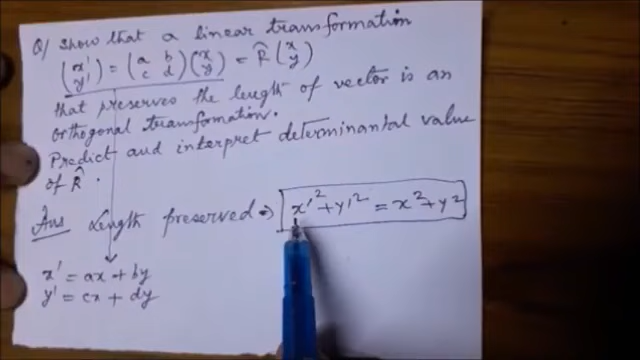 Q/ Show that a linear transformation
(x' y') = (a b c d)(x y) = R̂ (x y)
that preserves the length of vector is an
orthogonal transformation.
Predict and interpret determinantal value
of R̂.
Ans Length preserved ⇒ x'² + y'² = x² + y²
x' = ax + by
y' = cx + dy